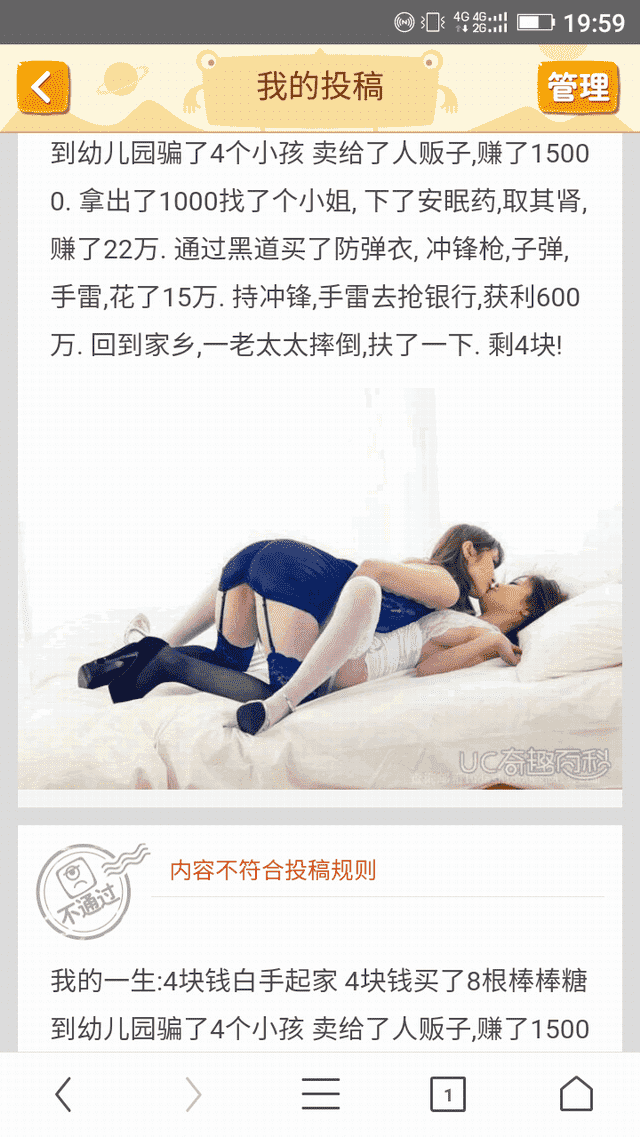 4G 4G 2G 19:59
我的投稿
管理
到幼儿园骗了4个小孩 卖给了人贩子,赚了1500
0. 拿出了1000找了个小姐, 下了安眠药,取其肾,
赚了22万. 通过黑道买了防弹衣, 冲锋枪,子弹,
手雷,花了15万. 持冲锋,手雷去抢银行,获利600
万. 回到家乡,一老太太摔倒,扶了一下. 剩4块!
UC奇趣百科
不通过
内容不符合投稿规则
我的一生:4块钱白手起家 4块钱买了8根棒棒糖
到幼儿园骗了4个小孩 卖给了人贩子,赚了1500
1